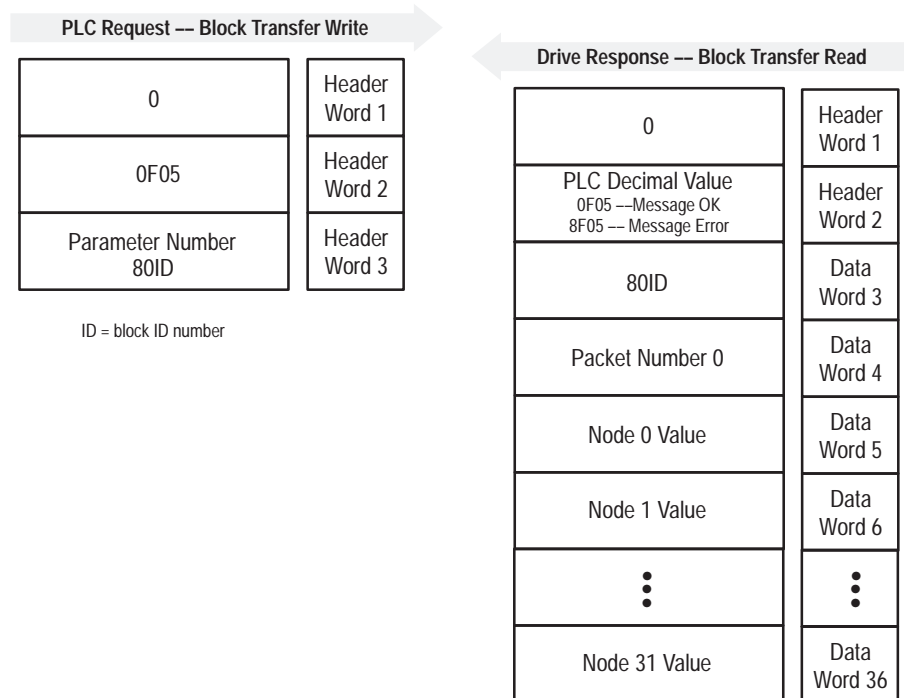 PLC Request –– Block Transfer Write
0
Header
Word 1
0F05
Header
Word 2
Parameter Number
80ID
Header
Word 3
ID = block ID number
Drive Response –– Block Transfer Read
0
Header
Word 1
PLC Decimal Value
0F05 ––Message OK
8F05 –– Message Error
Header
Word 2
80ID
Data
Word 3
Packet Number 0
Data
Word 4
Node 0 Value
Data
Word 5
Node 1 Value
Data
Word 6
Node 31 Value
Data
Word 36